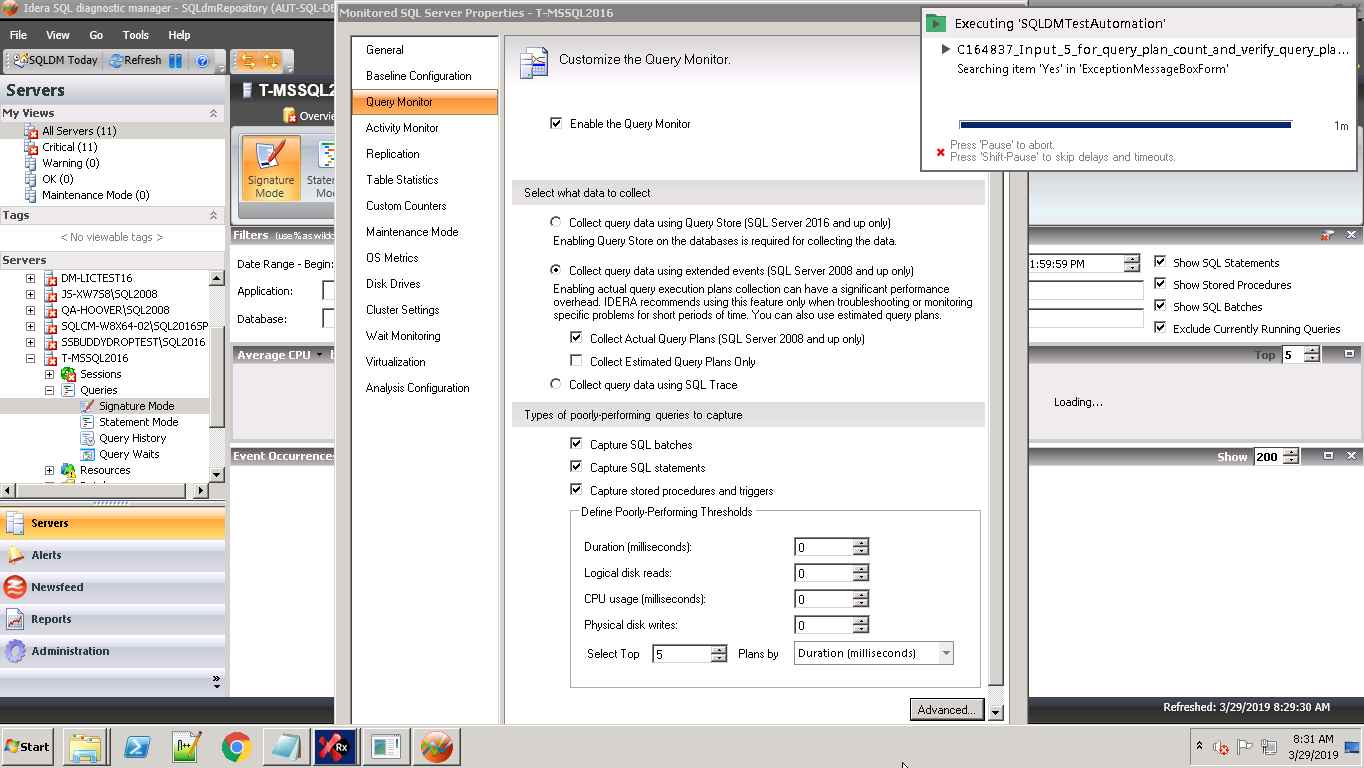 Idera SQL diagnostic manager - SQLdmRepository (AUT-SQL-DE
File View Go Tools Help
SQLDM Today Refresh
Servers
My Views
All Servers (11)
Critical (11)
Warning (0)
OK (0)
Maintenance Mode (0)
Tags
< No viewable tags >
Servers
DM-LICTEST16
JS-XW7S8\SQL2008
QA-HOOVER\SQL2008
SQLCM-W8X64-02\SQL2016SP
SSBUDDYDROPTEST\SQL2016
T-MSSQL2016
Sessions
Queries
Signature Mode
Statement Mode
Query History
Query Waits
Resources
Servers
Alerts
Newsfeed
Reports
Administration
T-MSSQL2
Overvie
Signature Mode
Statem Mo
Filters (use % as wildc
Date Range - Begin:
Application:
Database:
Average CPU
Event Occurrence
Monitored SQL Server Properties - T-MSSQL2016
General
Baseline Configuration
Query Monitor
Activity Monitor
Replication
Table Statistics
Custom Counters
Maintenance Mode
OS Metrics
Disk Drives
Cluster Settings
Wait Monitoring
Virtualization
Analysis Configuration
Customize the Query Monitor.
Enable the Query Monitor
Select what data to collect
Collect query data using Query Store (SQL Server 2016 and up only)
Enabling Query Store on the databases is required for collecting the data.
Collect query data using extended events (SQL Server 2008 and up only)
Enabling actual query execution plans collection can have a significant performance
overhead. IDERA recommends using this feature only when troubleshooting or monitoring
specific problems for short periods of time. You can also use estimated query plans.
Collect Actual Query Plans (SQL Server 2008 and up only)
Collect Estimated Query Plans Only
Collect query data using SQL Trace
Types of poorly-performing queries to capture
Capture SQL batches
Capture SQL statements
Capture stored procedures and triggers
Define Poorly-Performing Thresholds
Duration (milliseconds): 0
Logical disk reads: 0
CPU usage (milliseconds): 0
Physical disk writes: 0
Select Top 5 Plans by Duration (milliseconds)
Advanced...
Executing 'SQLDMTestAutomation'
C164837_Input_5_for_query_plan_count_and_verify_query_pla...
Searching item 'Yes' in 'ExceptionMessageBoxForm'
1m
Press 'Pause' to abort.
Press 'Shift-Pause' to skip delays and timeouts.
1:59:59 PM
Show SQL Statements
Show Stored Procedures
Show SQL Batches
Exclude Currently Running Queries
Top 5
Loading...
Show 200
Refreshed: 3/29/2019 8:29:30 AM
Start
8:31 AM
3/29/2019